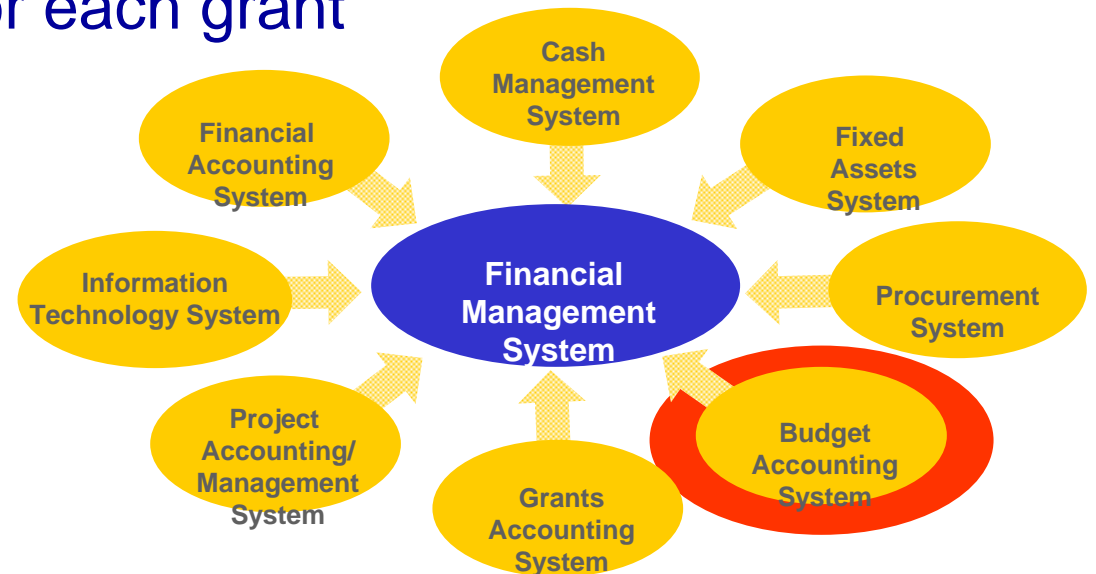 or each grant
Cash
Management
System
Financial
Accounting
System
Fixed
Assets
System
Information
Technology System
Financial
Management
System
Procurement
System
Project
Accounting/
Management
System
Grants
Accounting
System
Budget
Accounting
System